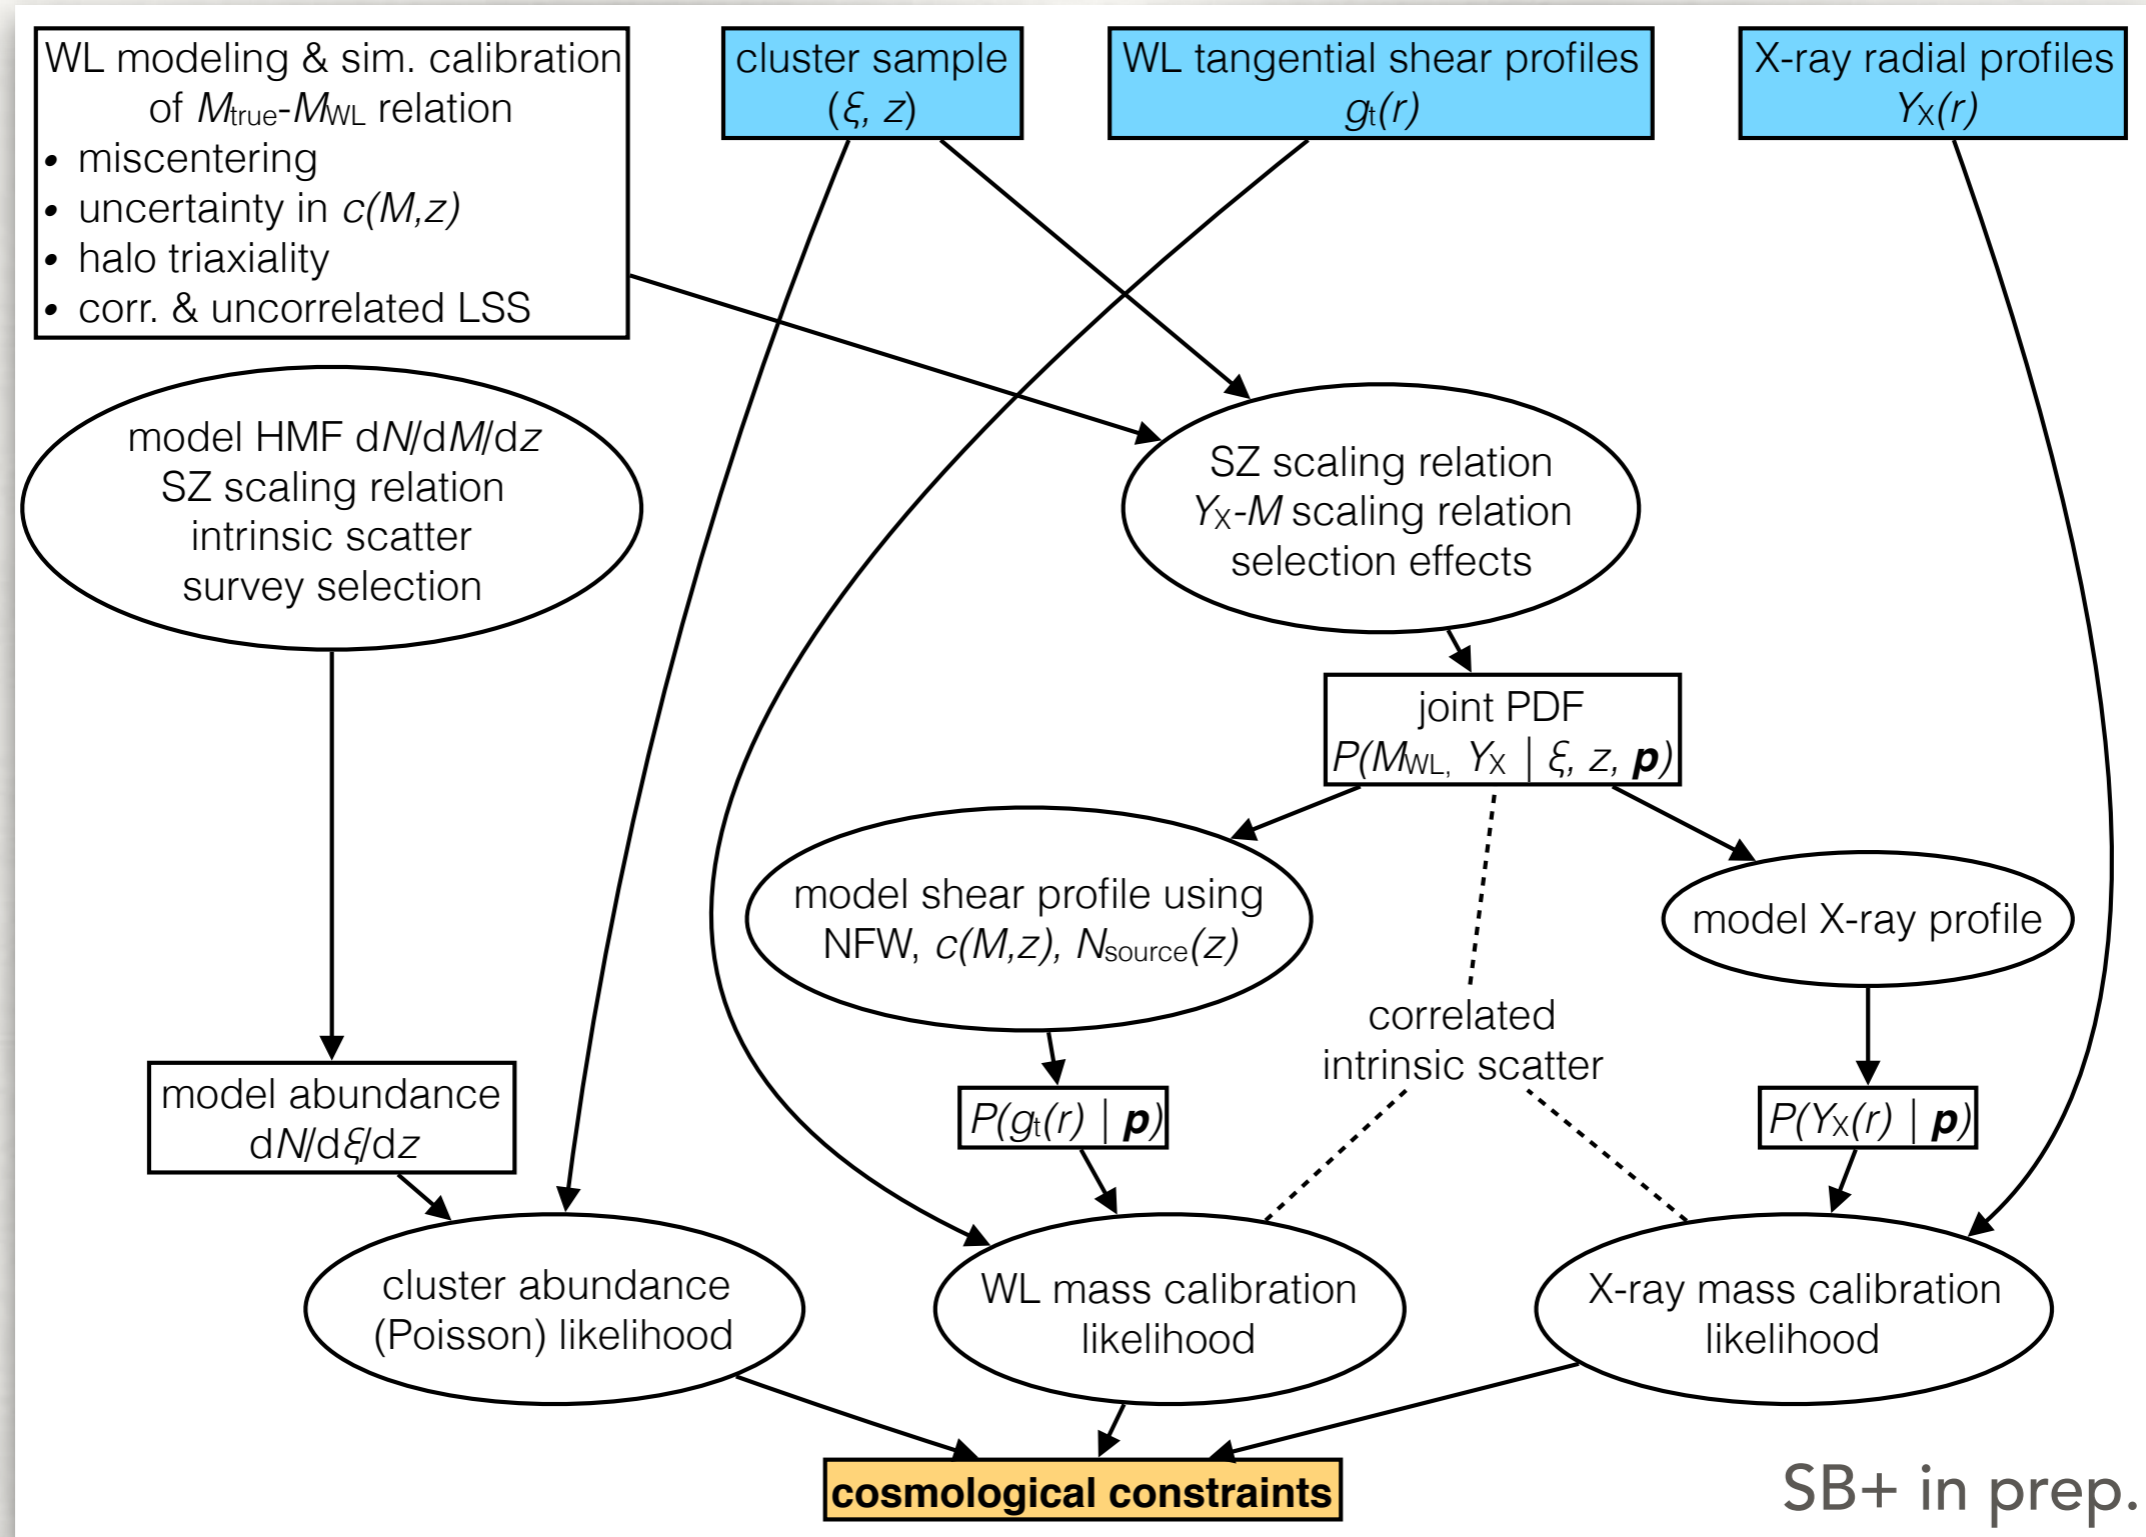 WL modeling & sim. calibration
of Mtrue-MWL relation
• miscentering
• uncertainty in c(M,z)
• halo triaxiality
• corr. & uncorrelated LSS
cluster sample
(ξ, z)
WL tangential shear profiles
gt(r)
X-ray radial profiles
YX(r)
model HMF dN/dM/dz
SZ scaling relation
intrinsic scatter
survey selection
SZ scaling relation
YX-M scaling relation
selection effects
joint PDF
P(MWL, YX | ξ, z, p)
model shear profile using
NFW, c(M,z), Nsource(z)
model X-ray profile
correlated
intrinsic scatter
model abundance
dN/dξ/dz
P(gt(r) | p)
P(YX(r) | p)
cluster abundance
(Poisson) likelihood
WL mass calibration
likelihood
X-ray mass calibration
likelihood
cosmological constraints
SB+ in prep.